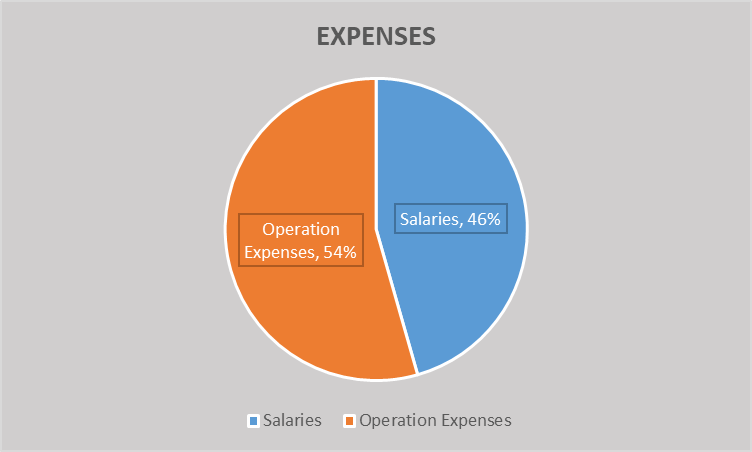 EXPENSES
Salaries, 46%
Operation
Expenses, 54%
Salaries
Operation Expenses